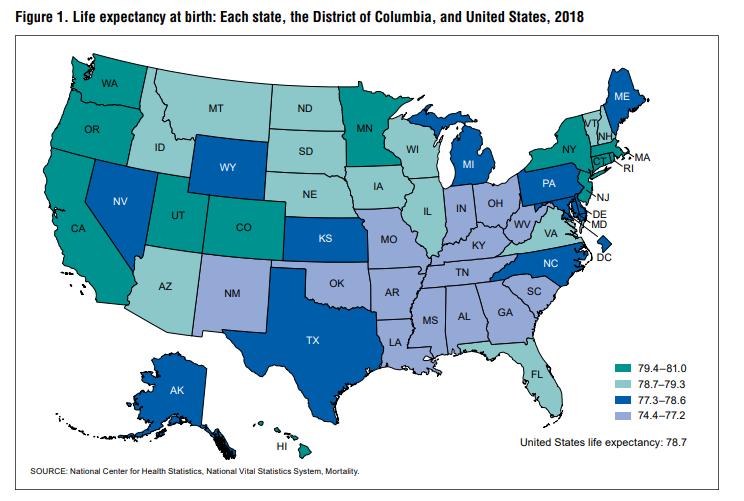 Figure 1. Life expectancy at birth: Each state, the District of Columbia, and United States, 2018
WA
MT
ND
MN
ME
OR
ID
SD
WI
MI
VT
NH
NY
MA
CT
RI
WY
NE
IA
PA
NJ
NV
UT
CO
KS
IL
IN
OH
DE
MD
CA
MO
KY
WV
VA
DC
AZ
NM
OK
AR
TN
NC
SC
TX
LA
MS
AL
GA
FL
AK
HI
79.4–81.0
78.7–79.3
77.3–78.6
74.4–77.2
United States life expectancy: 78.7
SOURCE: National Center for Health Statistics, National Vital Statistics System, Mortality.